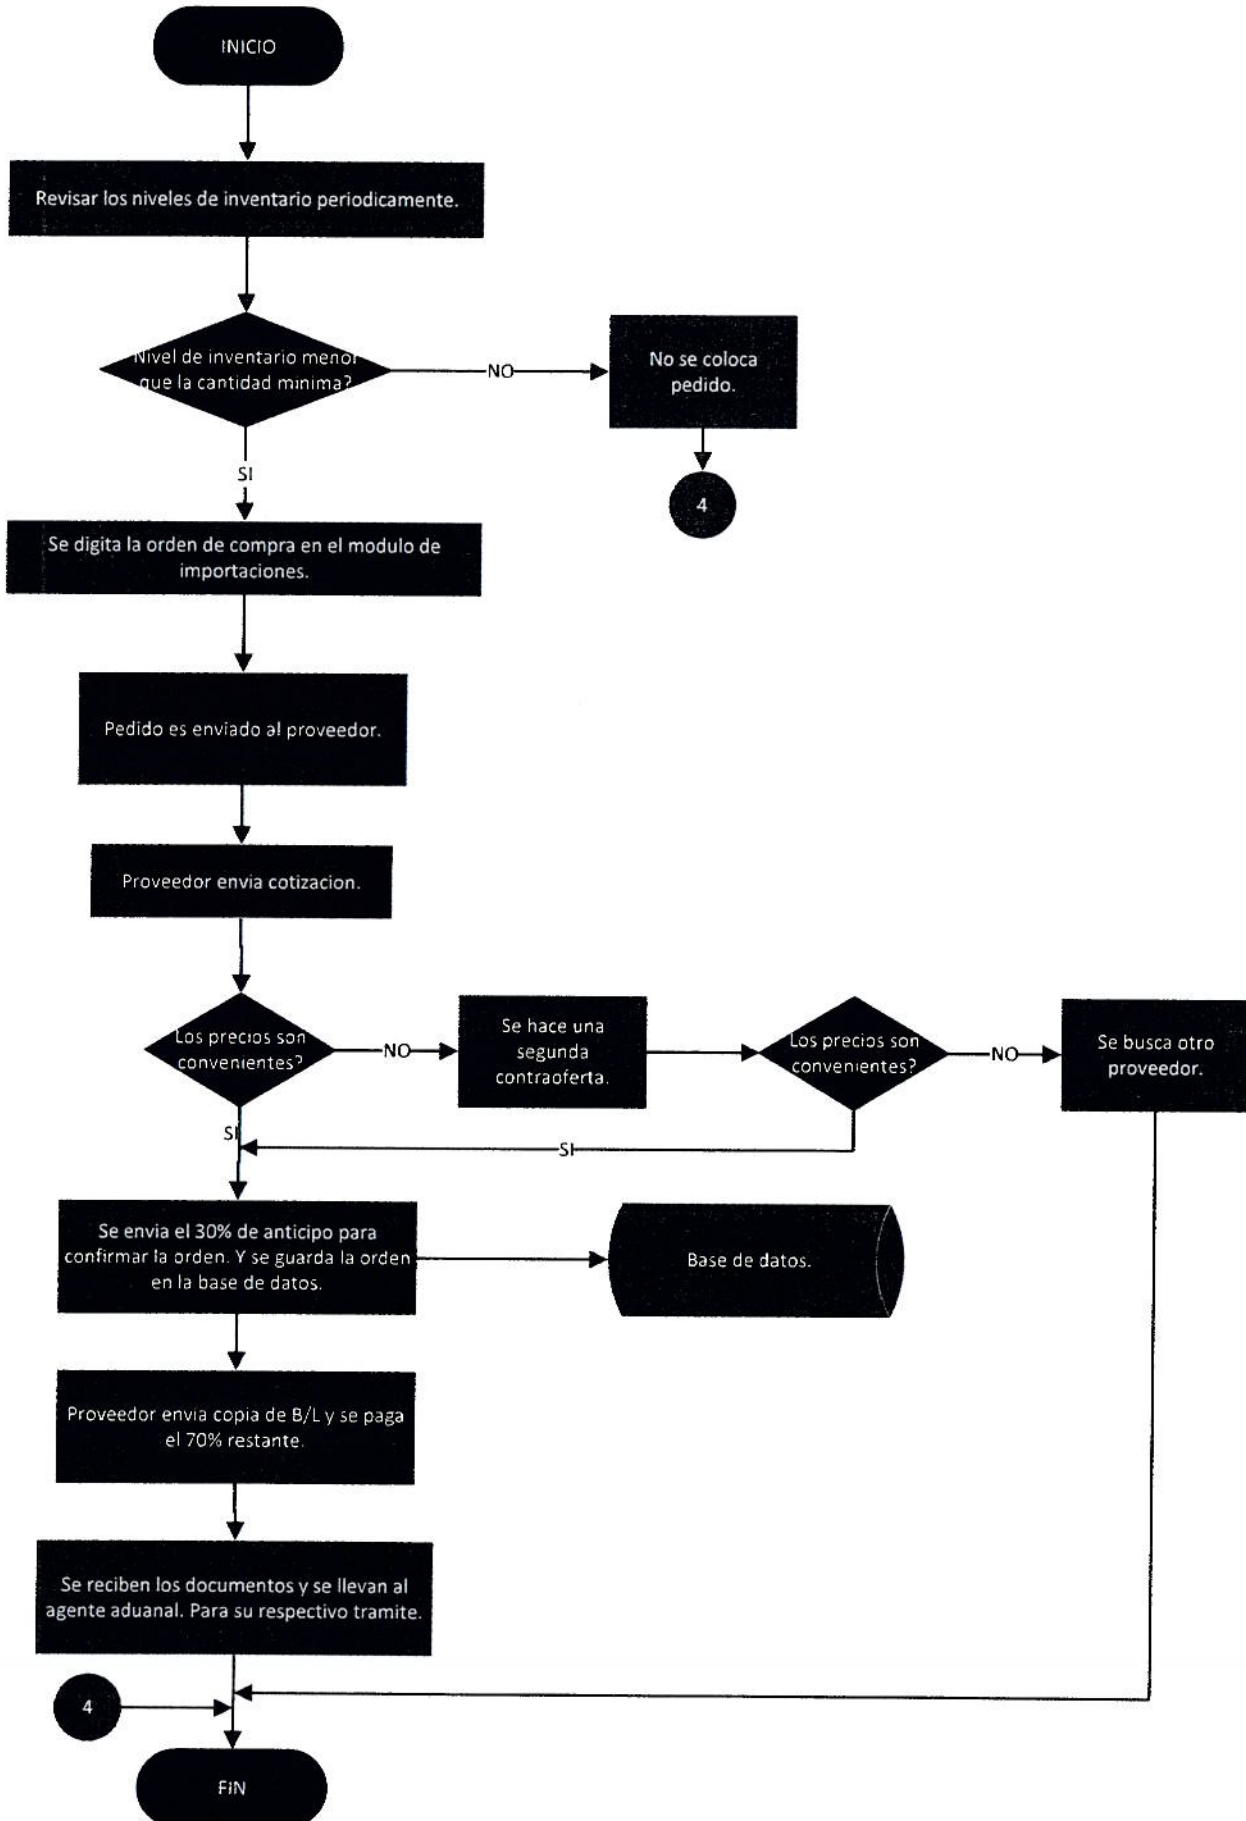 INICIO
Revisar los niveles de inventario periodicamente.
Nivel de inventario menor
que la cantidad minima?
NO
No se coloca
pedido.
4
SI
Se digita la orden de compra en el modulo de
importaciones.
Pedido es enviado al proveedor.
Proveedor envia cotizacion.
Los precios son
convenientes?
NO
Se hace una
segunda
contraoferta.
Los precios son
convenientes?
NO
Se busca otro
proveedor.
SI
SI
Se envia el 30% de anticipo para
confirmar la orden. Y se guarda la orden
en la base de datos.
Base de datos.
Proveedor envia copia de B/L y se paga
el 70% restante.
Se reciben los documentos y se llevan al
agente aduanal. Para su respectivo tramite.
4
FIN